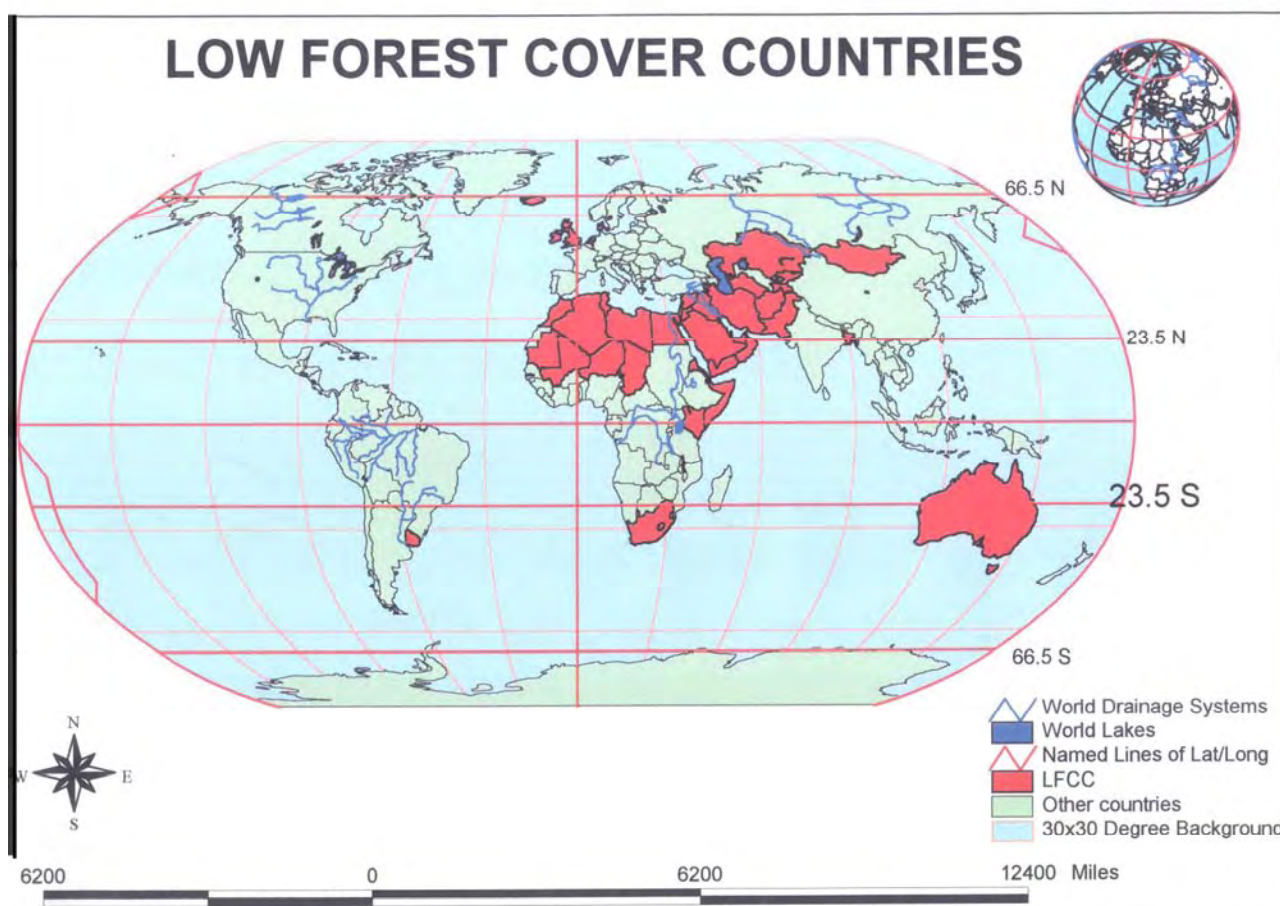 LOW FOREST COVER COUNTRIES
66.5 N
23.5 N
23.5 S
66.5 S
World Drainage Systems
World Lakes
Named Lines of Lat/Long
LFCC
Other countries
30x30 Degree Background
N
W
E
S
6200
0
6200
12400
Miles